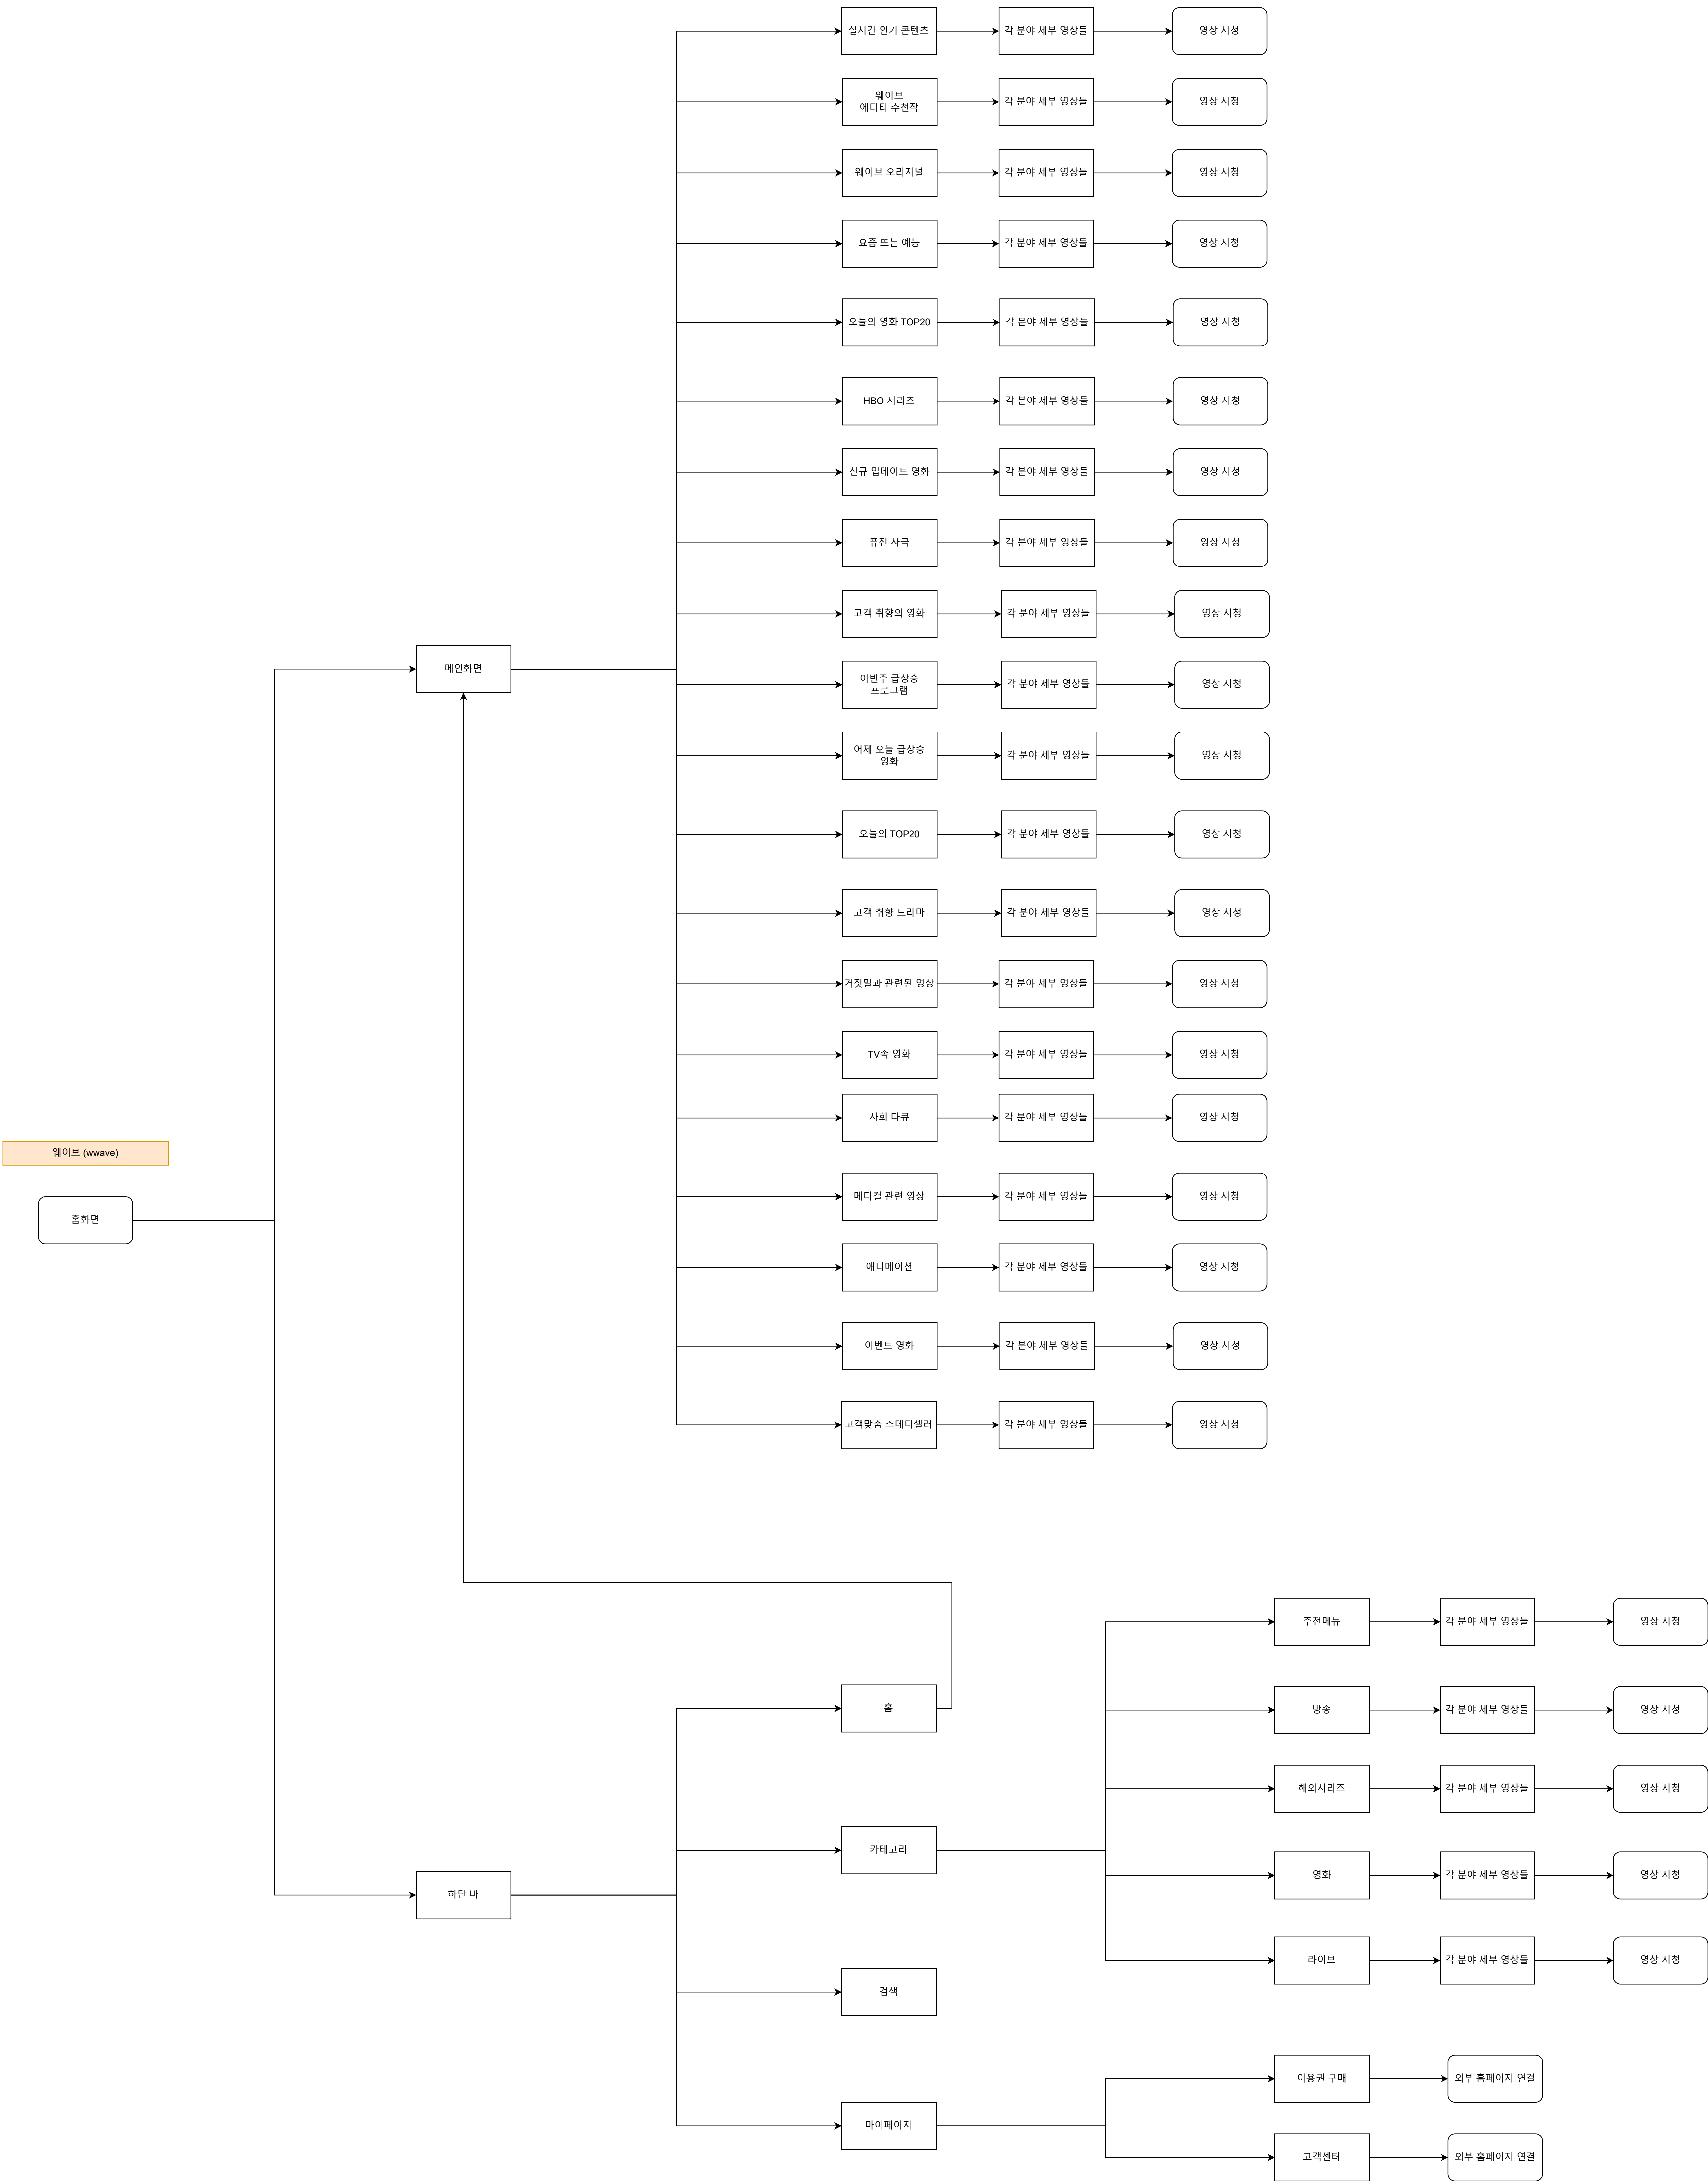 실시간 인기 콘텐츠
각 분야 세부 영상들
영상 시청
웨이브
에디터 추천작
각 분야 세부 영상들
영상 시청
웨이브 오리지널
각 분야 세부 영상들
영상 시청
요즘 뜨는 예능
각 분야 세부 영상들
영상 시청
오늘의 영화 TOP20
각 분야 세부 영상들
영상 시청
HBO 시리즈
각 분야 세부 영상들
영상 시청
신규 업데이트 영화
각 분야 세부 영상들
영상 시청
퓨전 사극
각 분야 세부 영상들
영상 시청
고객 취향의 영화
각 분야 세부 영상들
영상 시청
메인화면
이번주 급상승
프로그램
각 분야 세부 영상들
영상 시청
어제 오늘 급상승
영화
각 분야 세부 영상들
영상 시청
오늘의 TOP20
각 분야 세부 영상들
영상 시청
고객 취향 드라마
각 분야 세부 영상들
영상 시청
거짓말과 관련된 영상
각 분야 세부 영상들
영상 시청
TV속 영화
각 분야 세부 영상들
영상 시청
사회 다큐
각 분야 세부 영상들
영상 시청
웨이브 (wwave)
메디컬 관련 영상
각 분야 세부 영상들
영상 시청
홈화면
애니메이션
각 분야 세부 영상들
영상 시청
이벤트 영화
각 분야 세부 영상들
영상 시청
고객맞춤 스테디셀러
각 분야 세부 영상들
영상 시청
추천메뉴
각 분야 세부 영상들
영상 시청
홈
방송
각 분야 세부 영상들
영상 시청
해외시리즈
각 분야 세부 영상들
영상 시청
카테고리
영화
각 분야 세부 영상들
영상 시청
하단 바
라이브
각 분야 세부 영상들
영상 시청
검색
이용권 구매
외부 홈페이지 연결
마이페이지
고객센터
외부 홈페이지 연결